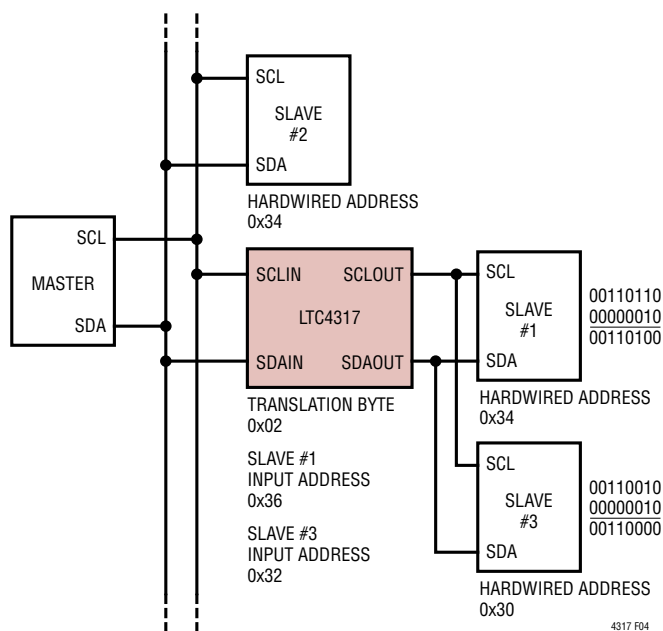 SCL
SLAVE
#2
SDA
HARDWIRED ADDRESS
0x34
MASTER
SCL
SDA
SCLIN SCLOUT
LTC4317
SDAIN SDAOUT
TRANSLATION BYTE
0x02
SLAVE #1
INPUT ADDRESS
0x36
SLAVE #3
INPUT ADDRESS
0x32
SCL
SLAVE
#1
SDA
00110110
00000010
00110100
HARDWIRED ADDRESS
0x34
SCL
SLAVE
#3
SDA
00110010
00000010
00110000
HARDWIRED ADDRESS
0x30
4317 F04